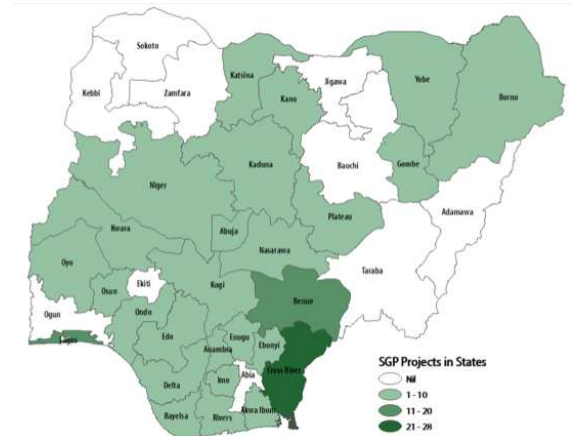 Sokoto
Kebbi
Zamfara
Katsina
Kano
Jigawa
Yobe
Borno
Bauchi
Gombe
Kaduna
Niger
Adamawa
Plateau
Abuja
Nasarawa
Kwara
Oyo
Taraba
Kogi
Ekiti
Osun
Benue
Ogun
Ondo
Lagos
Edo
Enugu
Ebonyi
Anambra
Cross River
Abia
Imo
Delta
Akwa Ibom
Bayelsa
Rivers
SGP Projects in States
Nil
1 - 10
11 - 20
21 - 28